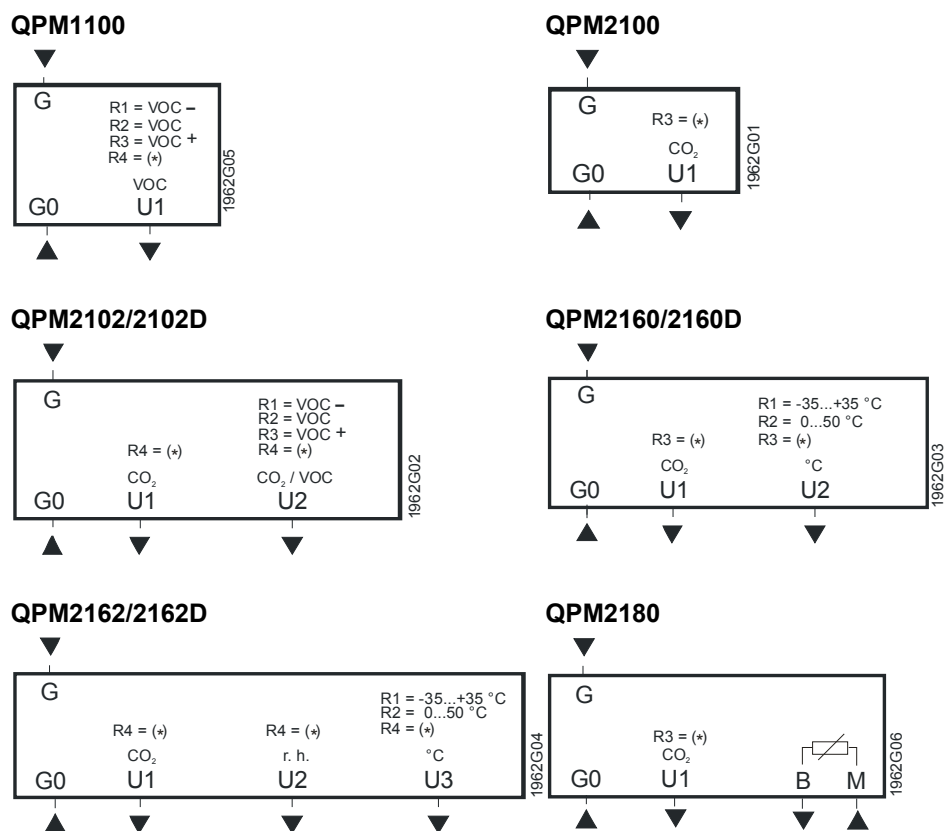 QPM1100
G
R1 = VOC –
R2 = VOC
R3 = VOC +
R4 = (*)
VOC
G0 U1
1962G05
QPM2100
G
R3 = (*)
CO₂
G0 U1
1962G01
QPM2102/2102D
G
R1 = VOC –
R2 = VOC
R3 = VOC +
R4 = (*) R4 = (*)
CO₂ CO₂ / VOC
G0 U1 U2
1962G02
QPM2160/2160D
G
R1 = -35...+35 °C
R2 = 0...50 °C
R3 = (*) R3 = (*)
CO₂ °C
G0 U1 U2
1962G03
QPM2162/2162D
G
R1 = -35...+35 °C
R2 = 0...50 °C
R4 = (*) R4 = (*) R4 = (*)
CO₂ r. h. °C
G0 U1 U2 U3
1962G04
QPM2180
G
R3 = (*)
CO₂
G0 U1 B M
1962G06